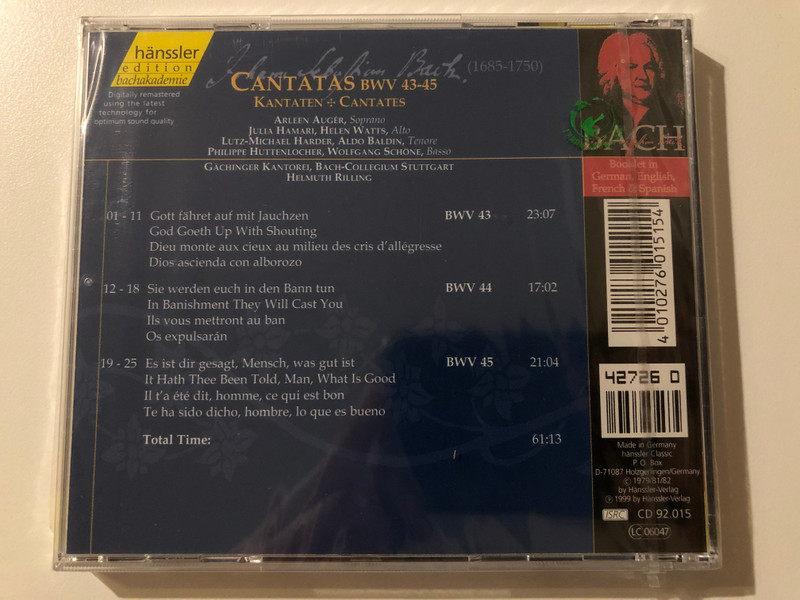 hänssler
edition
bachakademie
Digitally remastered
using the latest
technology for
optimum sound quality
Johann Sebastian Bach. (1685-1750)
CANTATAS BWV 43-45
KANTATEN ✢ CANTATES
ARLEEN AUGÉR, Soprano
JULIA HAMARI, HELEN WATTS, Alto
LUTZ-MICHAEL HARDER, ALDO BALDIN, Tenore
PHILIPPE HUTTENLOCHER, WOLFGANG SCHÖNE, Basso
GÄCHINGER KANTOREI, BACH-COLLEGIUM STUTTGART
HELMUTH RILLING
01 - 11 Gott fähret auf mit Jauchzen BWV 43 23:07
God Goeth Up With Shouting
Dieu monte aux cieux au milieu des cris d'allégresse
Dios ascienda con alborozo
12 - 18 Sie werden euch in den Bann tun BWV 44 17:02
In Banishment They Will Cast You
Ils vous mettront au ban
Os expulsarán
19 - 25 Es ist dir gesagt, Mensch, was gut ist BWV 45 21:04
It Hath Thee Been Told, Man, What Is Good
Il t'a été dit, homme, ce qui est bon
Te ha sido dicho, hombre, lo que es bueno
Total Time: 61:13
BACH
Booklet in
German, English,
French & Spanish
4 010276 015154
42726 0
Made in Germany
hänssler Classic
P. O. Box
D-71087 Holzgerlingen/Germany
© 1979/81/82
by Hänssler-Verlag
℗ 1999 by Hänssler-Verlag
ISRC CD 92.015
LC 06047